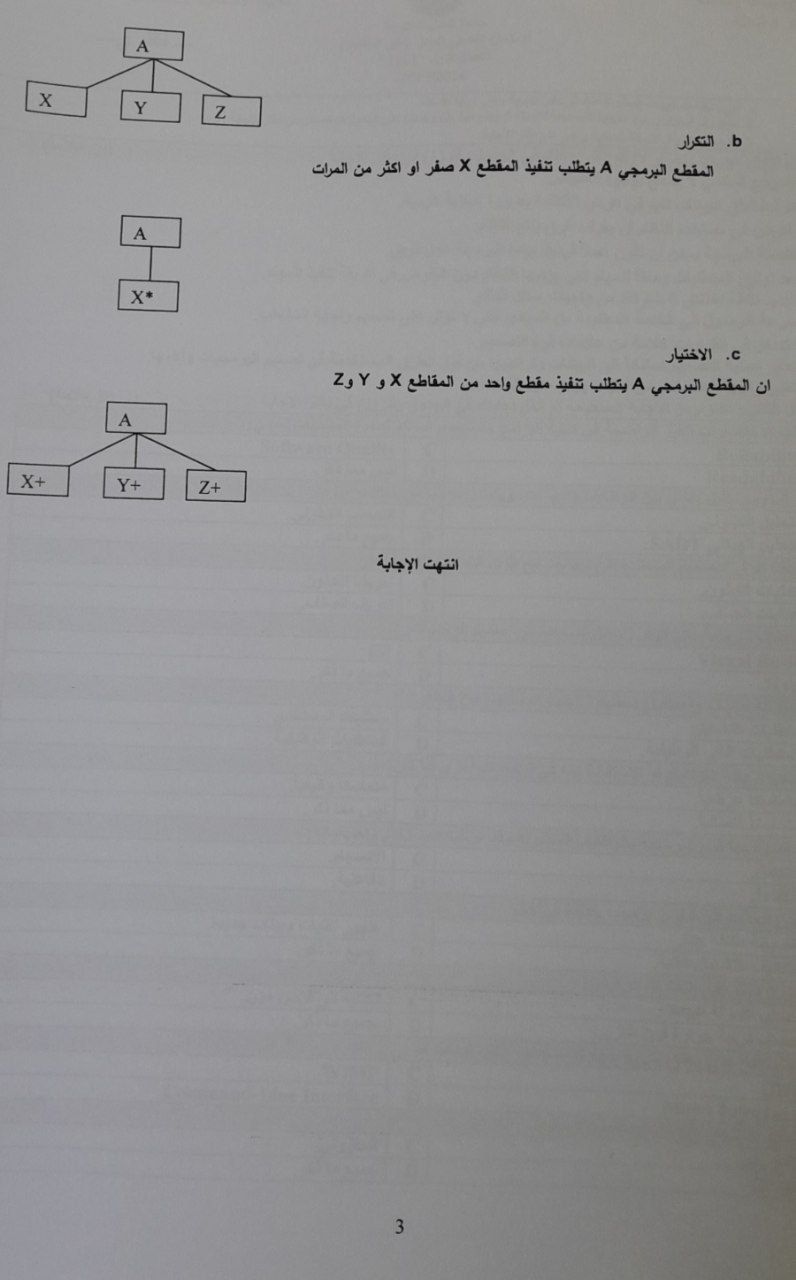 A
X Y Z
b. التكرار
المقطع البرمجي A يتطلب تنفيذ المقطع X صفر او اكثر من المرات
A
X*
c. الاختيار
ان المقطع البرمجي A يتطلب تنفيذ مقطع واحد من المقاطع X و Y وZ
A
X+ Y+ Z+
انتهت الإجابة
3